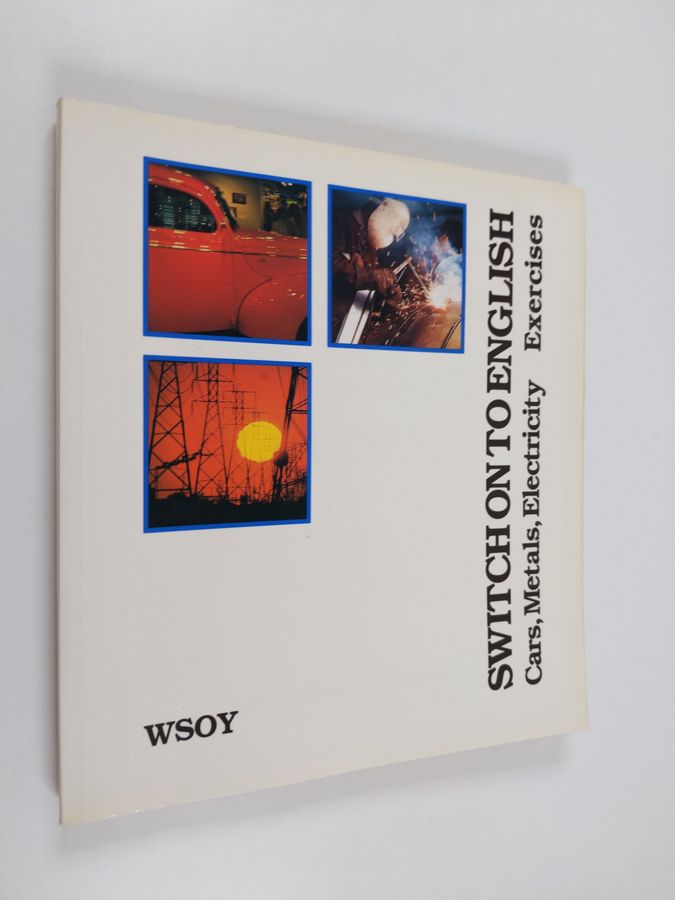 SWITCH ON TO ENGLISH
Cars, Metals, Electricity Exercises
WSOY